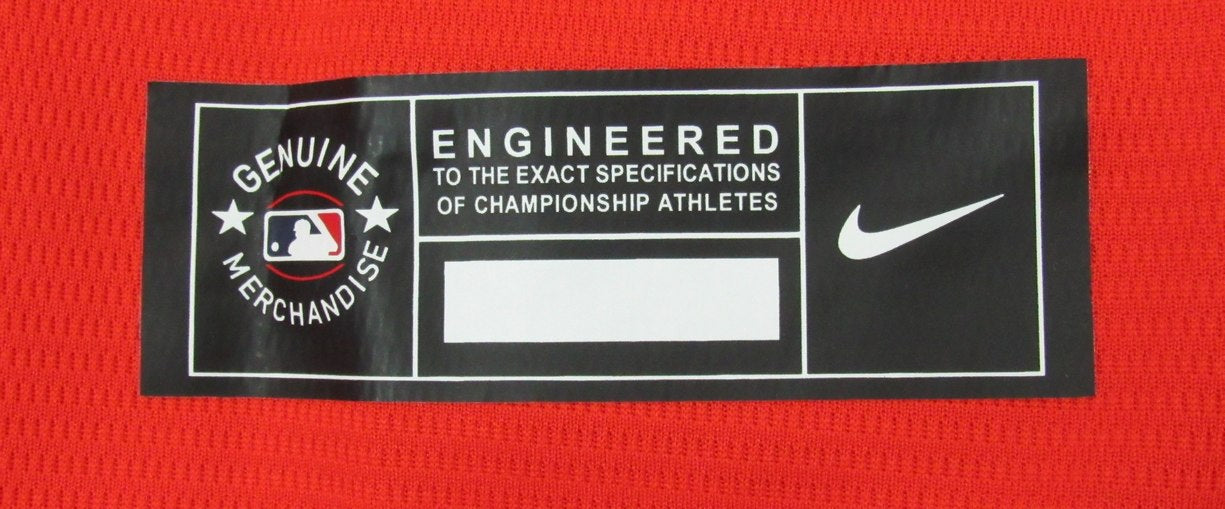 GENUINE
MERCHANDISE
ENGINEERED
TO THE EXACT SPECIFICATIONS
OF CHAMPIONSHIP ATHLETES